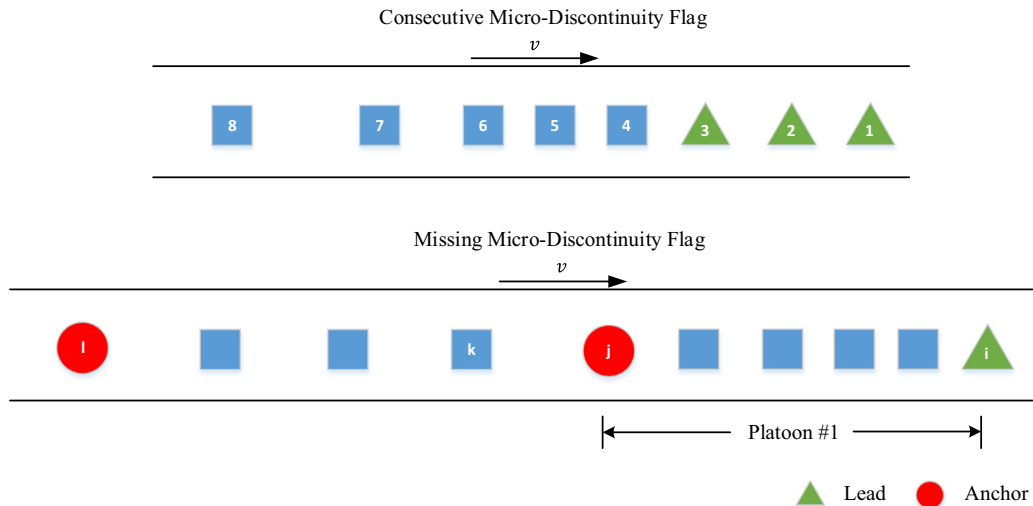 Consecutive Micro-Discontinuity Flag
v
8 7 6 5 4 3 2 1
Missing Micro-Discontinuity Flag
v
l k j i
Platoon #1
Lead Anchor